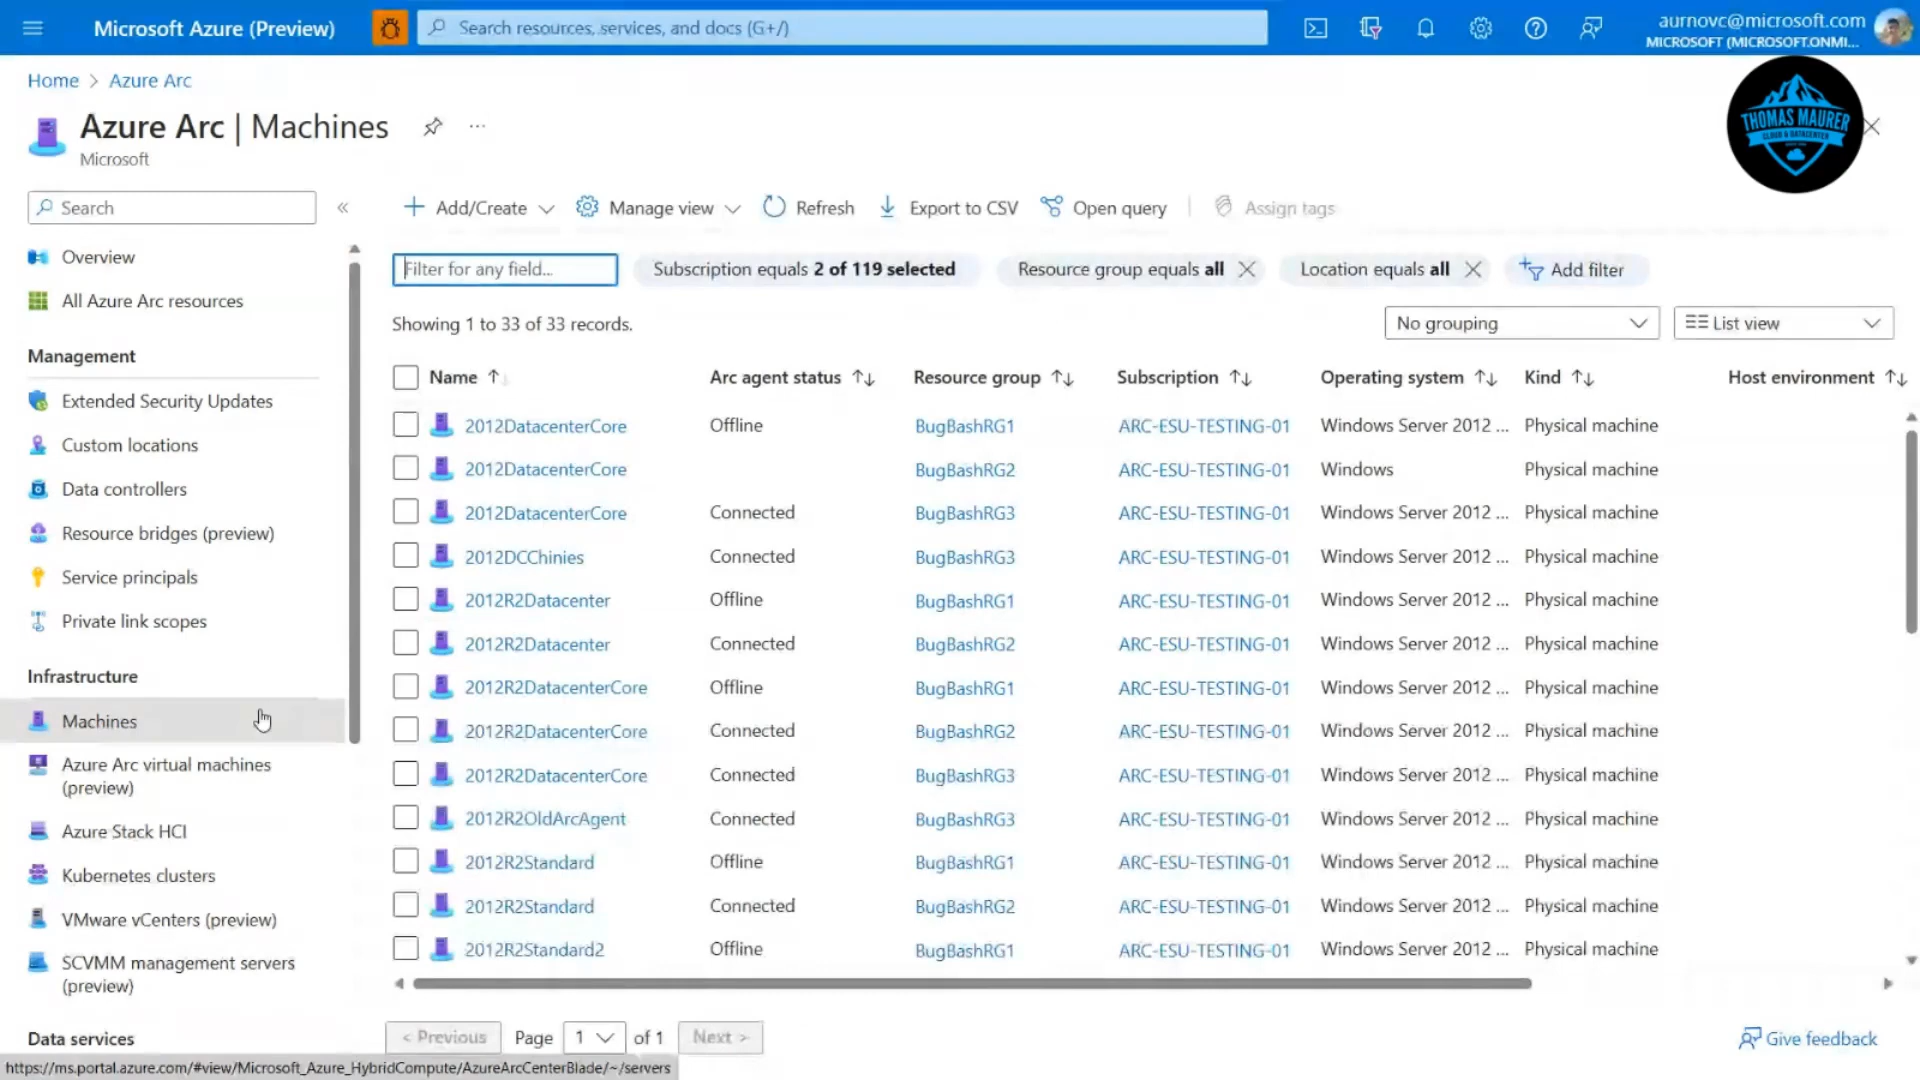 Microsoft Azure (Preview)
Search resources, services, and docs (G+/)
aurnovc@microsoft.com
MICROSOFT (MICROSOFT.ONMI...
Home > Azure Arc
Azure Arc | Machines
...
Microsoft
THOMAS MAURER
CLOUD & DATACENTER
Search
«
Add/Create
Manage view
Refresh
Export to CSV
Open query
Assign tags
Overview
All Azure Arc resources
Management
Extended Security Updates
Custom locations
Data controllers
Resource bridges (preview)
Service principals
Private link scopes
Infrastructure
Machines
Azure Arc virtual machines
(preview)
Azure Stack HCI
Kubernetes clusters
VMware vCenters (preview)
SCVMM management servers
(preview)
Data services
Filter for any field...
Subscription equals 2 of 119 selected
Resource group equals all
Location equals all
Add filter
Showing 1 to 33 of 33 records.
No grouping
List view
Name Arc agent status Resource group Subscription Operating system Kind Host environment
2012DatacenterCore Offline BugBashRG1 ARC-ESU-TESTING-01 Windows Server 2012 ... Physical machine
2012DatacenterCore BugBashRG2 ARC-ESU-TESTING-01 Windows Physical machine
2012DatacenterCore Connected BugBashRG3 ARC-ESU-TESTING-01 Windows Server 2012 ... Physical machine
2012DCChinies Connected BugBashRG3 ARC-ESU-TESTING-01 Windows Server 2012 ... Physical machine
2012R2Datacenter Offline BugBashRG1 ARC-ESU-TESTING-01 Windows Server 2012 ... Physical machine
2012R2Datacenter Connected BugBashRG2 ARC-ESU-TESTING-01 Windows Server 2012 ... Physical machine
2012R2DatacenterCore Offline BugBashRG1 ARC-ESU-TESTING-01 Windows Server 2012 ... Physical machine
2012R2DatacenterCore Connected BugBashRG2 ARC-ESU-TESTING-01 Windows Server 2012 ... Physical machine
2012R2DatacenterCore Connected BugBashRG3 ARC-ESU-TESTING-01 Windows Server 2012 ... Physical machine
2012R2OldArcAgent Connected BugBashRG3 ARC-ESU-TESTING-01 Windows Server 2012 ... Physical machine
2012R2Standard Offline BugBashRG1 ARC-ESU-TESTING-01 Windows Server 2012 ... Physical machine
2012R2Standard Connected BugBashRG2 ARC-ESU-TESTING-01 Windows Server 2012 ... Physical machine
2012R2Standard2 Offline BugBashRG1 ARC-ESU-TESTING-01 Windows Server 2012 ... Physical machine
< Previous Page 1 of 1 Next >
Give feedback
https://ms.portal.azure.com/#view/Microsoft_Azure_HybridCompute/AzureArcCenterBlade/~/servers